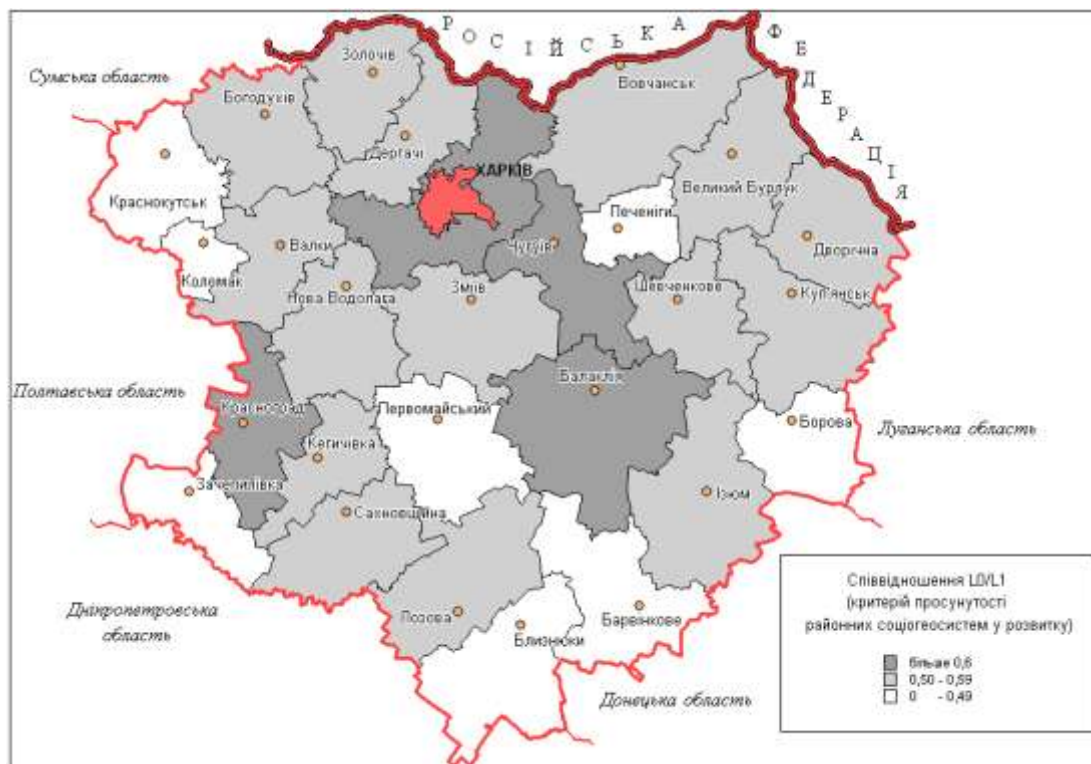 РОСІЙСЬКА ФЕДЕРАЦІЯ
Сумська область
Золочів
Вовчанськ
Богодухів
Дергачі
ХАРКІВ
Великий Бурлук
Краснокутськ
Печеніги
Валки
Чугуїв
Дворічна
Коломак
Нова Водолага
Зміїв
Шевченкове
Куп'янськ
Полтавська область
Балаклія
Красноград
Первомайський
Борова
Луганська область
Кегичівка
Зачепилівка
Сахновщина
Ізюм
Дніпропетровська
область
Лозова
Близнюки
Барвінкове
Донецька область
Співвідношення L0/L1
(критерій просунутості
районних соціогеосистем у розвитку)
більше 0,6
0,50 - 0,59
0 - 0,49